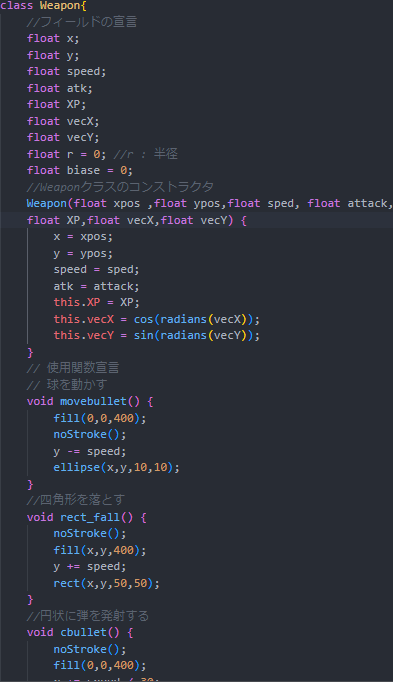 class Weapon{
//フィールドの宣言
float x;
float y;
float speed;
float atk;
float XP;
float vecX;
float vecY;
float r = 0; //r : 半径
float biase = 0;
//Weaponクラスのコンストラクタ
Weapon(float xpos ,float ypos,float sped, float attack,
float XP,float vecX,float vecY) {
x = xpos;
y = ypos;
speed = sped;
atk = attack;
this.XP = XP;
this.vecX = cos(radians(vecX));
this.vecY = sin(radians(vecY));
}
// 使用関数宣言
// 球を動かす
void movebullet() {
fill(0,0,400);
noStroke();
y -= speed;
ellipse(x,y,10,10);
}
//四角形を落とす
void rect_fall() {
noStroke();
fill(x,y,400);
y += speed;
rect(x,y,50,50);
}
//円状に弾を発射する
void cbullet() {
noStroke();
fill(0,0,400);